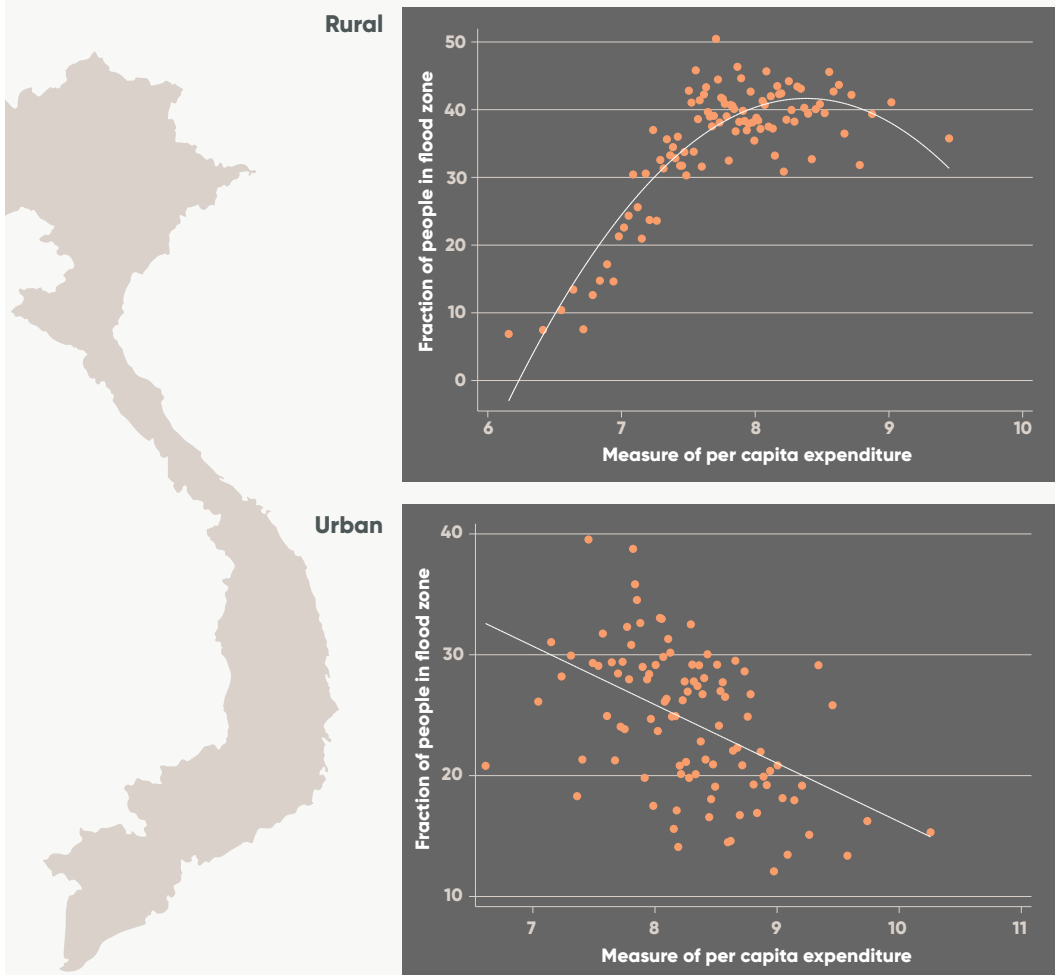 Rural
Fraction of people in flood zone
50
40
30
20
10
0
6 7 8 9 10
Measure of per capita expenditure
Urban
Fraction of people in flood zone
40
30
20
10
7 8 9 10 11
Measure of per capita expenditure